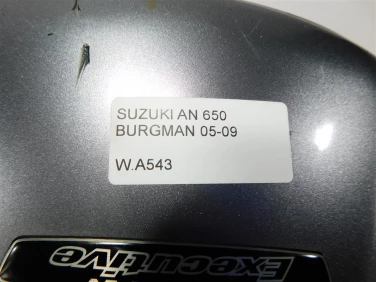 SUZUKI AN 650
BURGMAN 05-09
W.A543
Executive